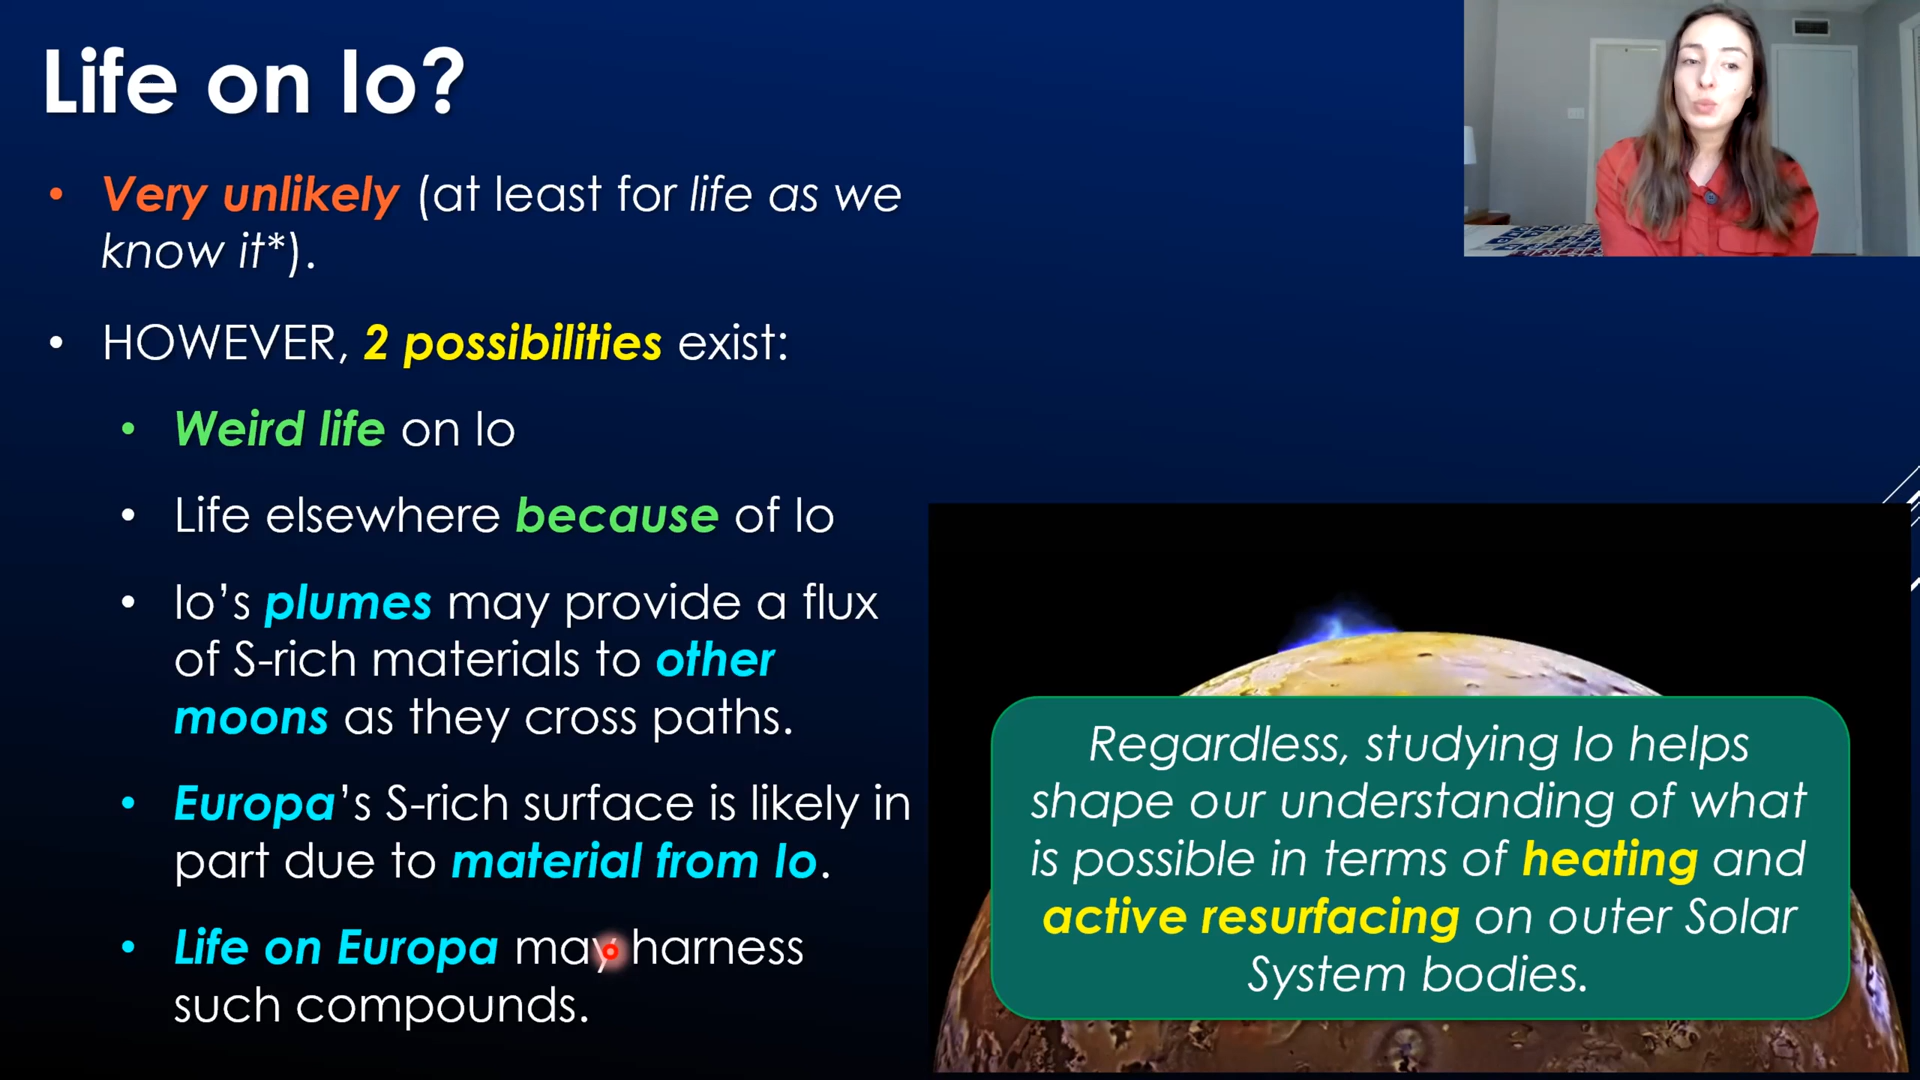 Life on Io?
• Very unlikely (at least for life as we
know it*).
• HOWEVER, 2 possibilities exist:
• Weird life on Io
• Life elsewhere because of Io
• Io’s plumes may provide a flux
of S-rich materials to other
moons as they cross paths.
• Europa’s S-rich surface is likely in
part due to material from Io.
• Life on Europa may harness
such compounds.
Regardless, studying Io helps
shape our understanding of what
is possible in terms of heating and
active resurfacing on outer Solar
System bodies.